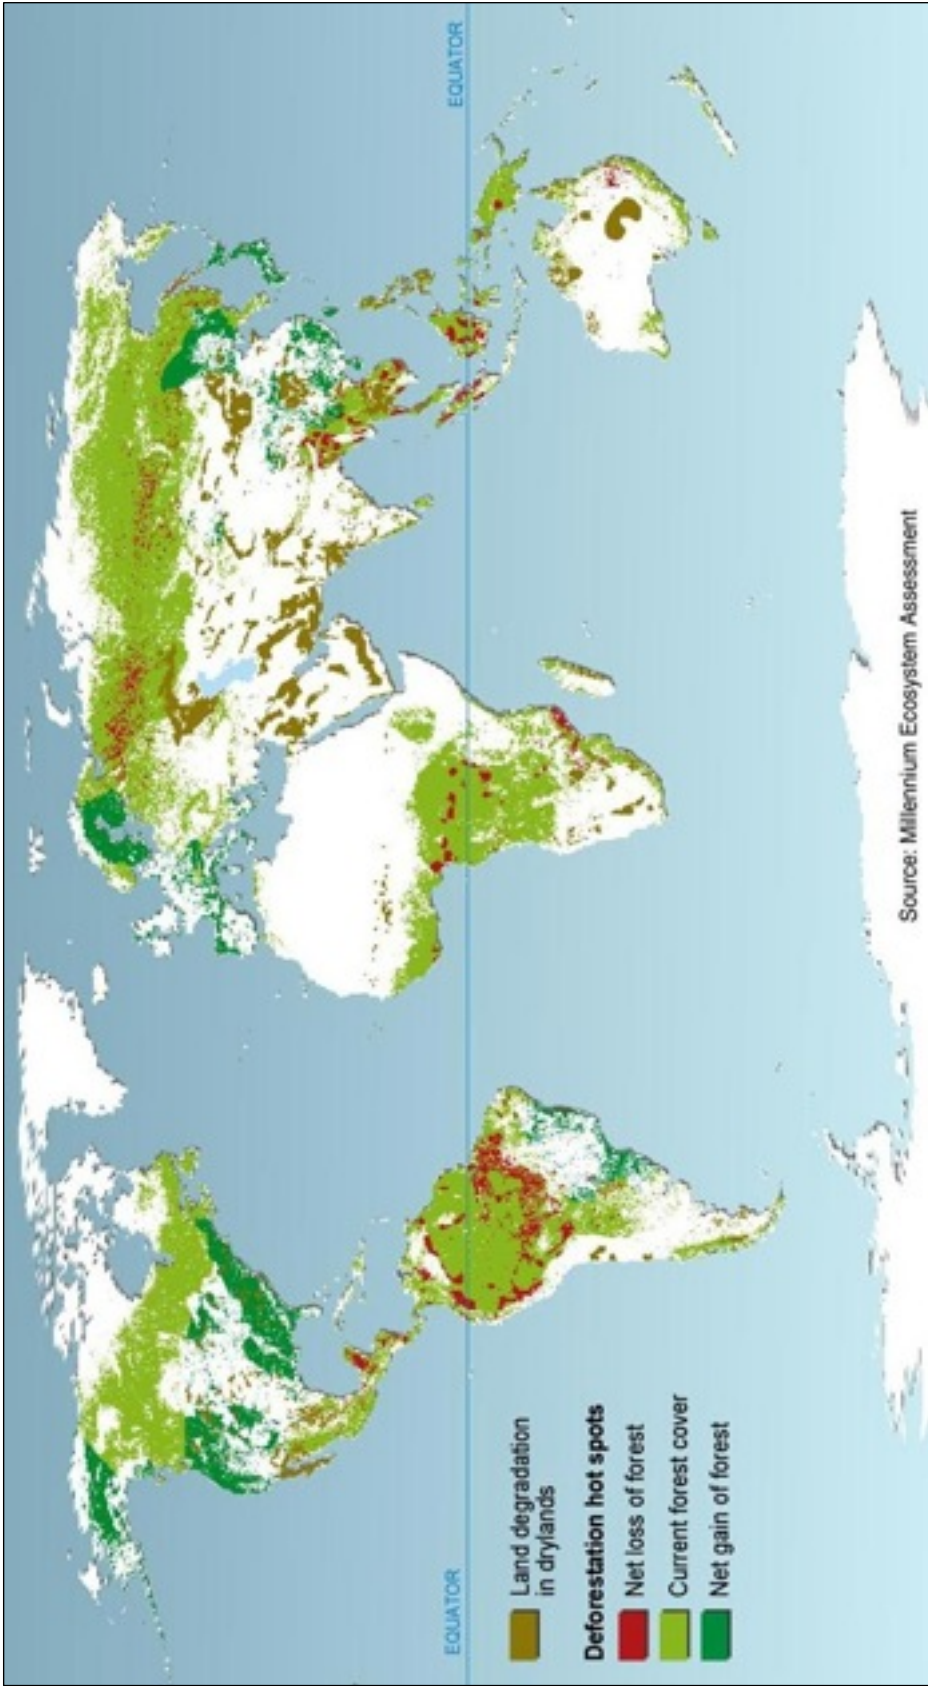 EQUATOR
EQUATOR
Land degradation
in drylands
Deforestation hot spots
Net loss of forest
Current forest cover
Net gain of forest
Source: Millennium Ecosystem Assessment